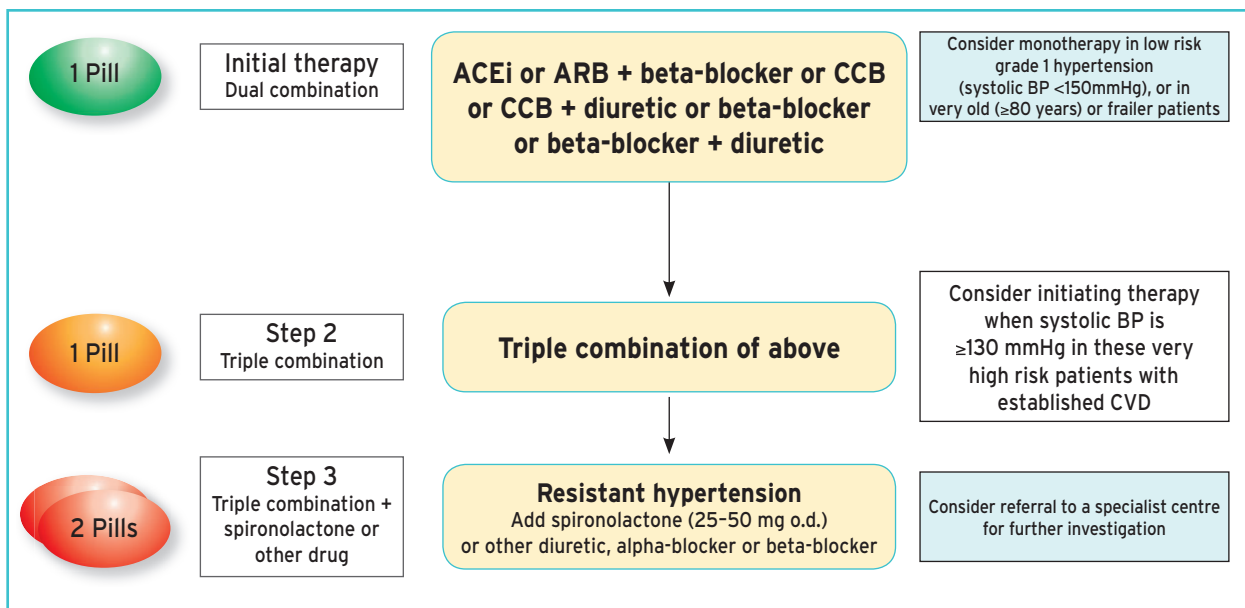 1 Pill
Initial therapy
Dual combination
ACEi or ARB + beta-blocker or CCB
or CCB + diuretic or beta-blocker
or beta-blocker + diuretic
Consider monotherapy in low risk
grade 1 hypertension
(systolic BP <150mmHg), or in
very old (≥80 years) or frailer patients
1 Pill
Step 2
Triple combination
Triple combination of above
Consider initiating therapy
when systolic BP is
≥130 mmHg in these very
high risk patients with
established CVD
2 Pills
Step 3
Triple combination +
spironolactone or
other drug
Resistant hypertension
Add spironolactone (25–50 mg o.d.)
or other diuretic, alpha-blocker or beta-blocker
Consider referral to a specialist centre
for further investigation